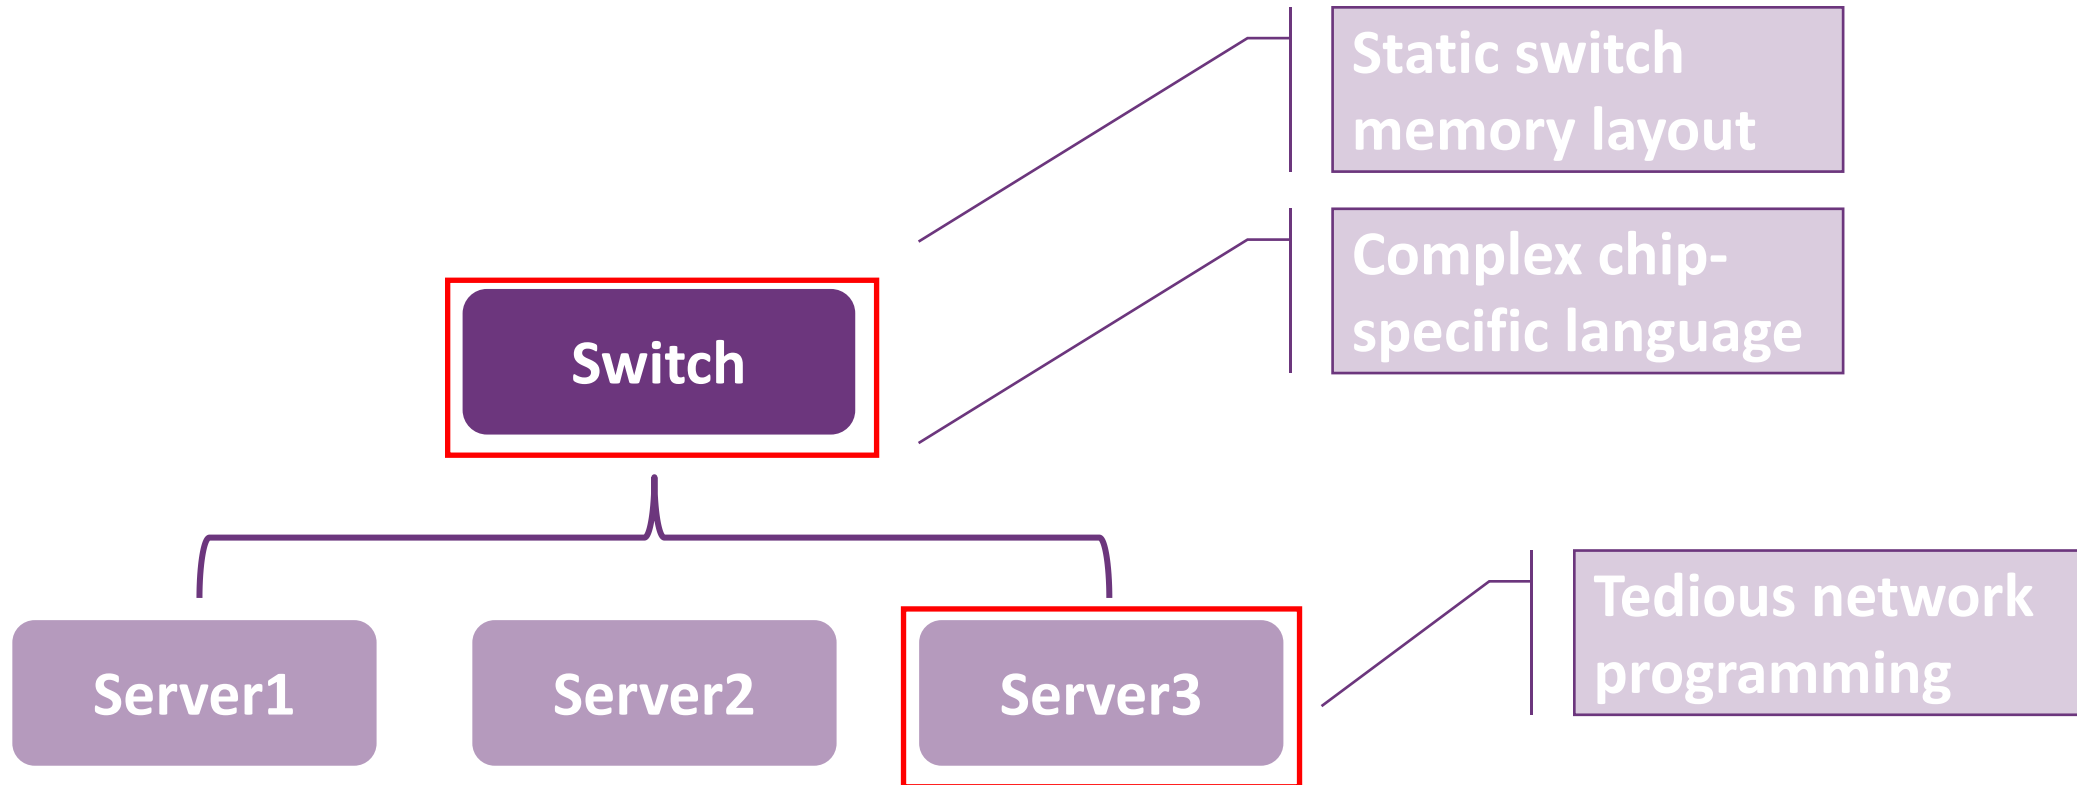 Static switch
memory layout
Complex chip-
specific language
Switch
Tedious network
programming
Server1
Server2
Server3